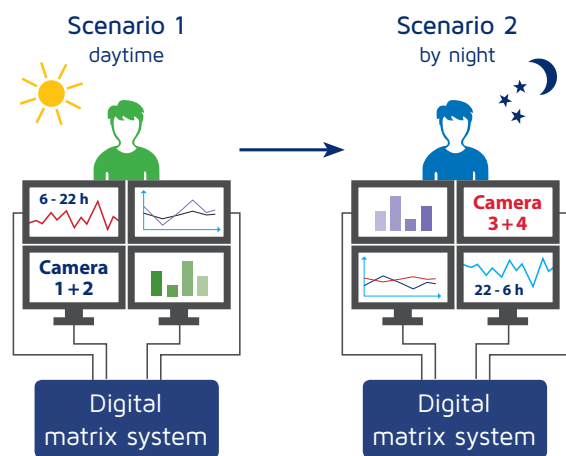 Scenario 1
daytime
Scenario 2
by night
6 - 22 h
Camera
1 + 2
Camera
3 + 4
22 - 6 h
Digital
matrix system
Digital
matrix system